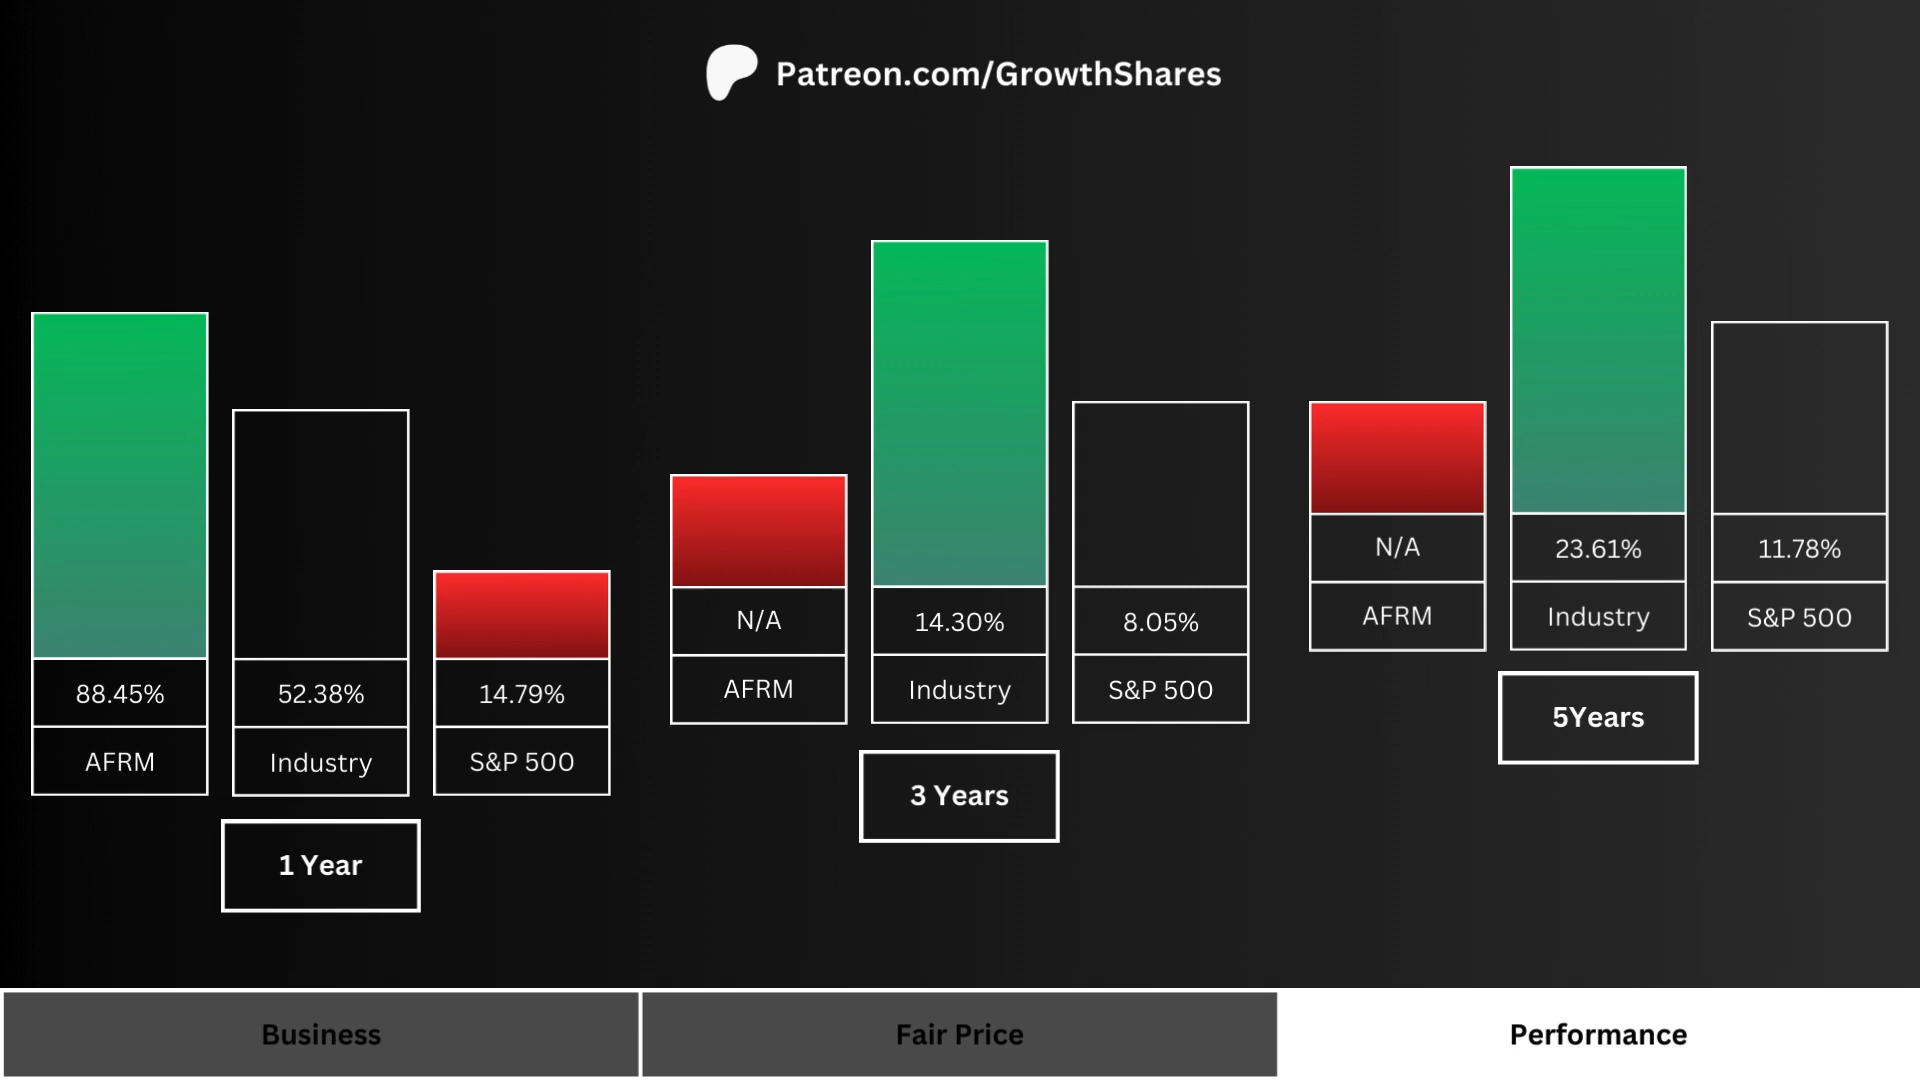 Patreon.com/GrowthShares
88.45%
52.38%
14.79%
AFRM
Industry
S&P 500
1 Year
N/A
14.30%
8.05%
AFRM
Industry
S&P 500
3 Years
N/A
23.61%
11.78%
AFRM
Industry
S&P 500
5Years
Business
Fair Price
Performance